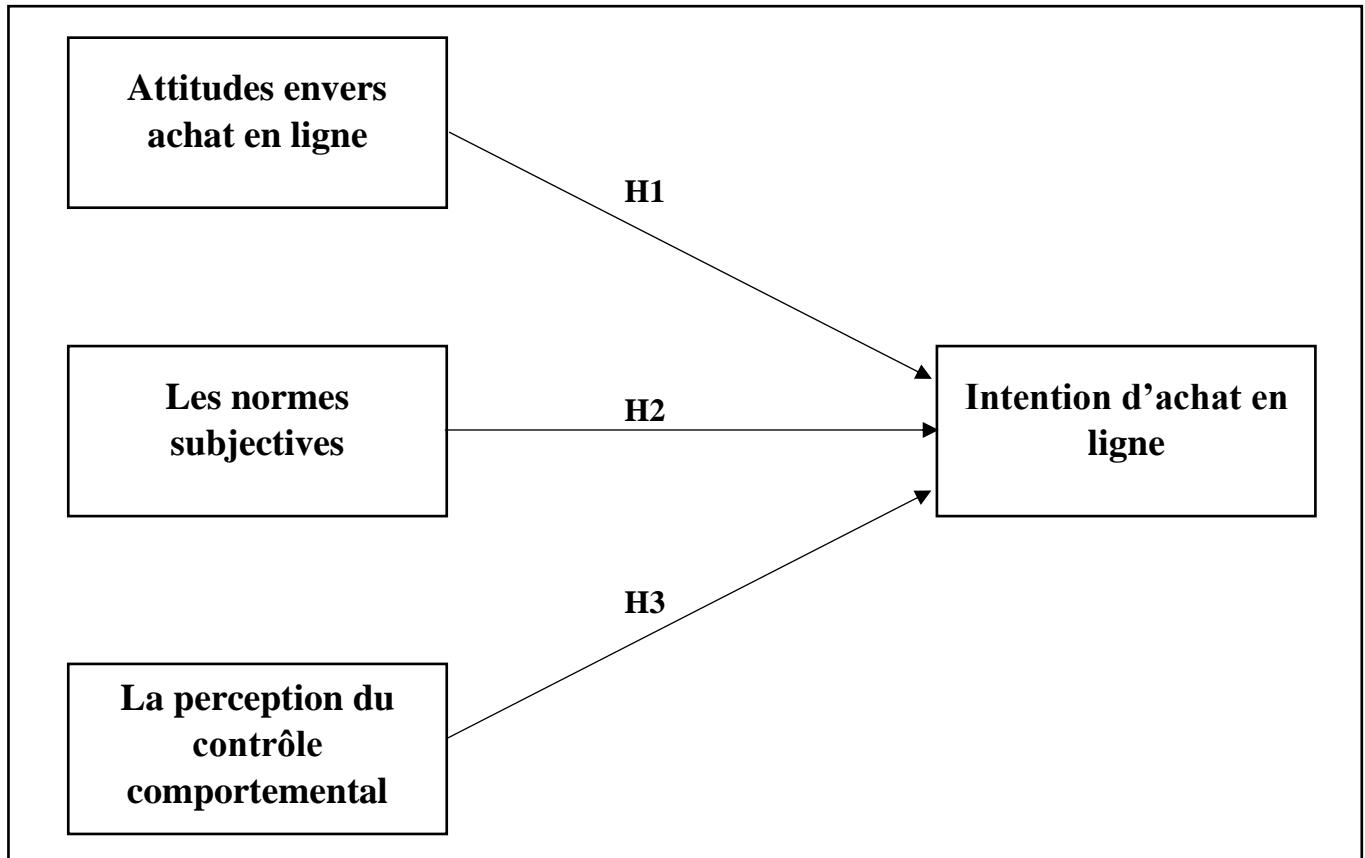 Attitudes envers
achat en ligne
H1
Les normes
subjectives
H2
Intention d’achat en
ligne
H3
La perception du
contrôle
comportemental